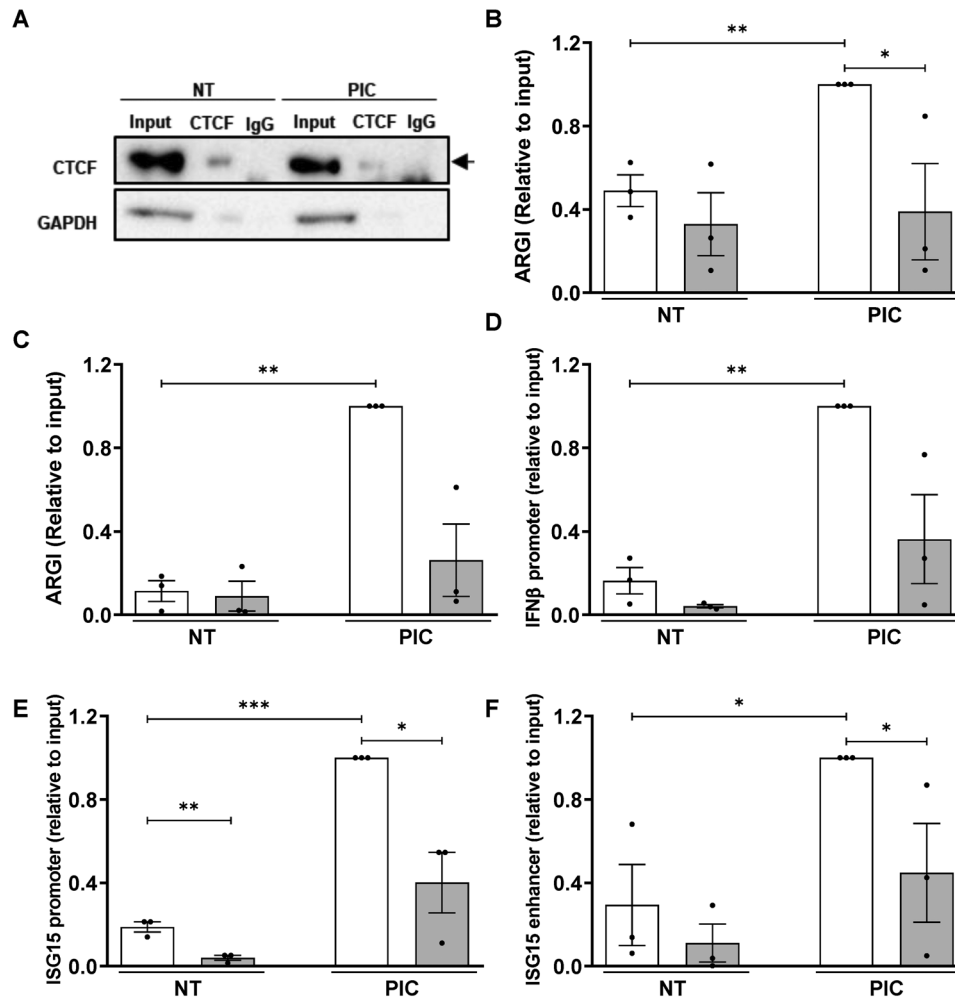 A
NT PIC
Input CTCF IgG Input CTCF IgG
CTCF
GAPDH
B
ARGI (Relative to input)
1.2
0.8
0.4
0.0
** *
NT PIC
C
ARGI (Relative to input)
1.2
0.8
0.4
0.0
**
NT PIC
D
IFNβ promoter (relative to input)
1.2
0.8
0.4
0.0
**
NT PIC
E
ISG15 promoter (relative to input)
1.2
0.8
0.4
0.0
*** * **
NT PIC
F
ISG15 enhancer (relative to input)
1.2
0.8
0.4
0.0
* *
NT PIC